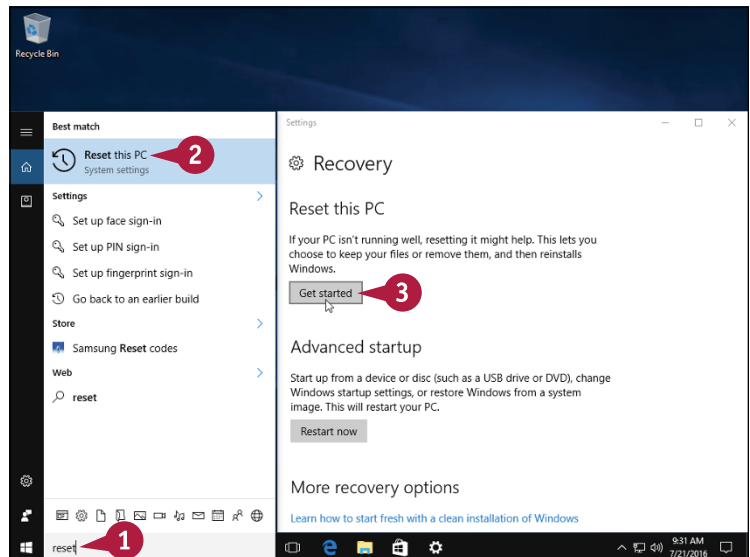 Recycle Bin
Best match
Reset this PC
System settings
2
Settings
Set up face sign-in
Set up PIN sign-in
Set up fingerprint sign-in
Go back to an earlier build
Store
Samsung Reset codes
Web
reset
reset
1
Settings
Recovery
Reset this PC
If your PC isn't running well, resetting it might help. This lets you
choose to keep your files or remove them, and then reinstalls
Windows.
Get started
3
Advanced startup
Start up from a device or disc (such as a USB drive or DVD), change
Windows startup settings, or restore Windows from a system
image. This will restart your PC.
Restart now
More recovery options
Learn how to start fresh with a clean installation of Windows
9:31 AM
7/21/2016